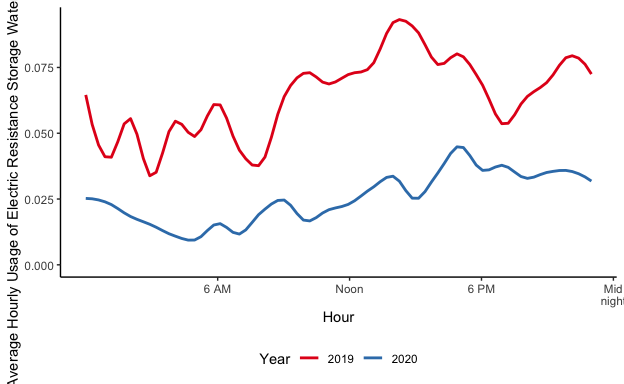 Average Hourly Usage of Electric Resistance Storage Wate
0.075
0.050
0.025
0.000
6 AM
Noon
6 PM
Mid
night
Hour
Year
2019
2020